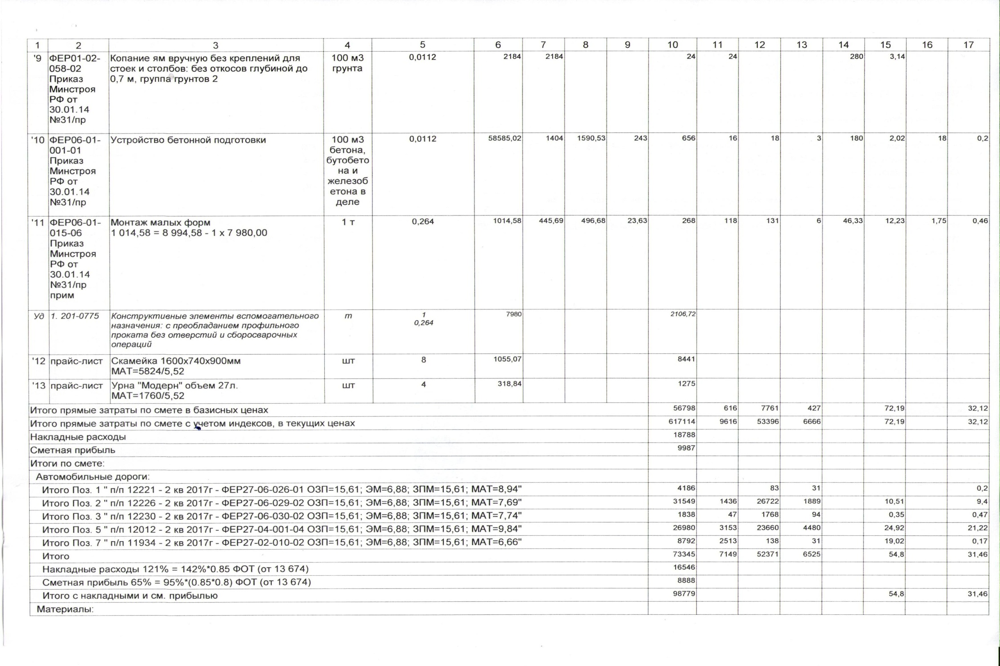 1 2 3 4 5 6 7 8 9 10 11 12 13 14 15 16 17
'9 ФЕР01-02- Копание ям вручную без креплений для 100 м3 0,0112 2184 2184 24 24 280 3,14
058-02 стоек и столбов: без откосов глубиной до грунта
Приказ 0,7 м, группа грунтов 2
Минстроя
РФ от
30.01.14
№31/пр
'10 ФЕР06-01- Устройство бетонной подготовки 100 м3 0,0112 58585,02 1404 1590,53 243 656 16 18 3 180 2,02 18 0,2
001-01 бетона,
Приказ бутобето
Минстроя на и
РФ от железоб
30.01.14 етона в
№31/пр деле
'11 ФЕР06-01- Монтаж малых форм 1 т 0,264 1014,58 445,69 496,68 23,63 268 118 131 6 46,33 12,23 1,75 0,46
015-06 1 014,58 = 8 994,58 - 1 x 7 980,00
Приказ
Минстроя
РФ от
30.01.14
№31/пр
прим
Уд 1. 201-0775 Конструктивные элементы вспомогательного т 1 7980 2106,72
назначения: с преобладанием профильного 0,264
проката без отверстий и сборосварочных
операций
'12 прайс-лист Скамейка 1600х740х900мм шт 8 1055,07 8441
МАТ=5824/5,52
'13 прайс-лист Урна "Модерн" объем 27л. шт 4 318,84 1275
МАТ=1760/5,52
Итого прямые затраты по смете в базисных ценах 56798 616 7761 427 72,19 32,12
Итого прямые затраты по смете с учетом индексов, в текущих ценах 617114 9616 53396 6666 72,19 32,12
Накладные расходы 18788
Сметная прибыль 9987
Итоги по смете:
Автомобильные дороги:
Итого Поз. 1 " п/п 12221 - 2 кв 2017г - ФЕР27-06-026-01 ОЗП=15,61; ЭМ=6,88; ЗПМ=15,61; МАТ=8,94" 4186 83 31 0,2
Итого Поз. 2 " п/п 12226 - 2 кв 2017г - ФЕР27-06-029-02 ОЗП=15,61; ЭМ=6,88; ЗПМ=15,61; МАТ=7,69" 31549 1436 26722 1889 10,51 9,4
Итого Поз. 3 " п/п 12230 - 2 кв 2017г - ФЕР27-06-030-02 ОЗП=15,61; ЭМ=6,88; ЗПМ=15,61; МАТ=7,74" 1838 47 1768 94 0,35 0,47
Итого Поз. 5 " п/п 12012 - 2 кв 2017г - ФЕР27-04-001-04 ОЗП=15,61; ЭМ=6,88; ЗПМ=15,61; МАТ=9,84" 26980 3153 23660 4480 24,92 21,22
Итого Поз. 7 " п/п 11934 - 2 кв 2017г - ФЕР27-02-010-02 ОЗП=15,61; ЭМ=6,88; ЗПМ=15,61; МАТ=6,66" 8792 2513 138 31 19,02 0,17
Итого 73345 7149 52371 6525 54,8 31,46
Накладные расходы 121% = 142%*0.85 ФОТ (от 13 674) 16546
Сметная прибыль 65% = 95%*(0.85*0.8) ФОТ (от 13 674) 8888
Итого с накладными и см. прибылью 98779 54,8 31,46
Материалы: